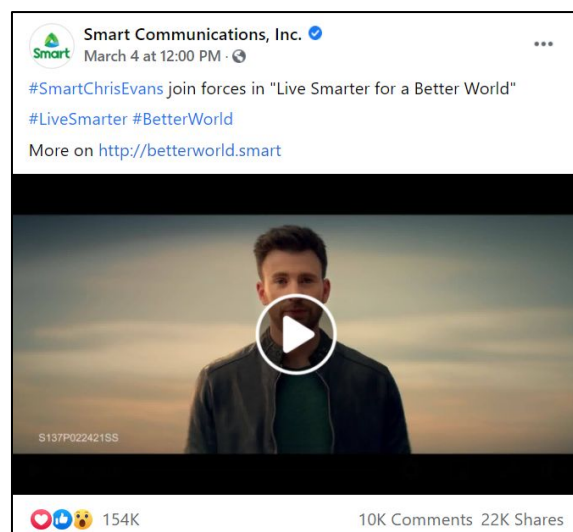 Smart Communications, Inc.
Smart
March 4 at 12:00 PM ·
#SmartChrisEvans join forces in "Live Smarter for a Better World"
#LiveSmarter #BetterWorld
More on http://betterworld.smart
S137P022421SS
154K
10K Comments 22K Shares